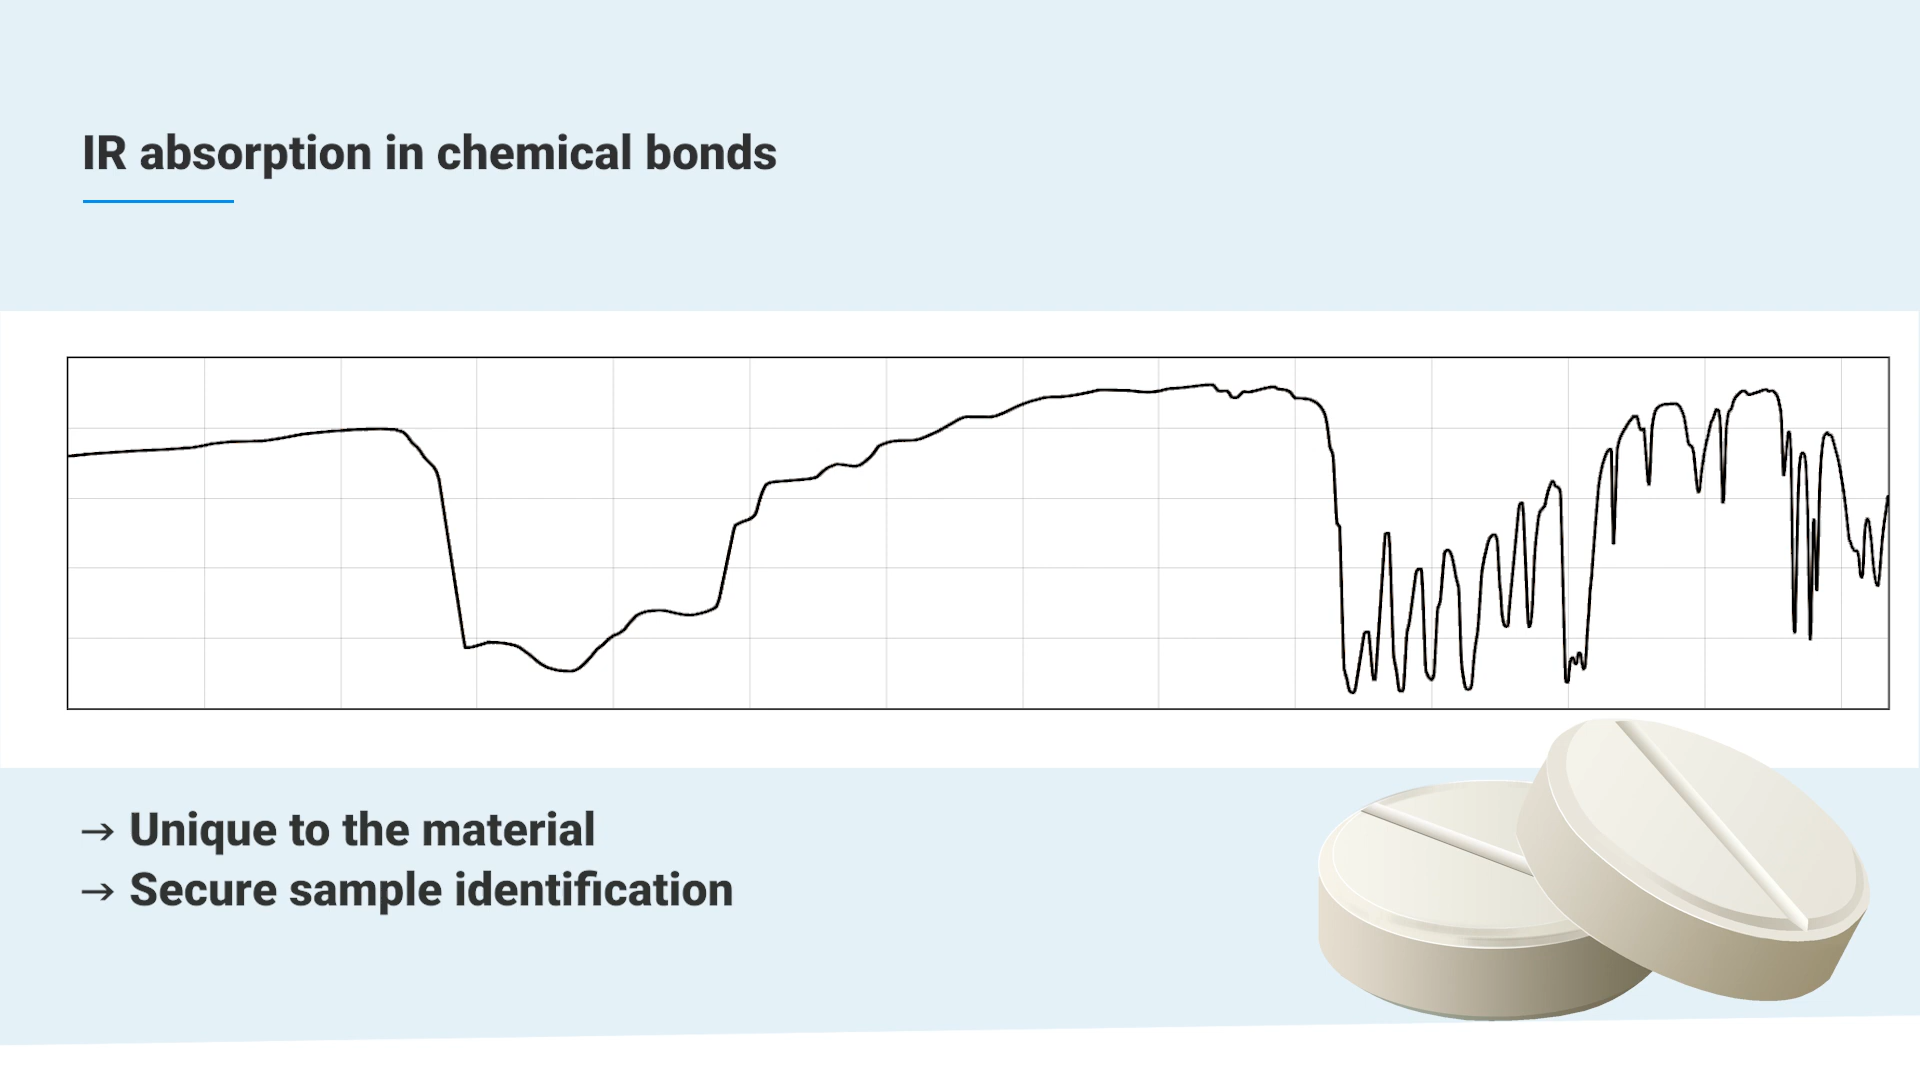 IR absorption in chemical bonds
→ Unique to the material
→ Secure sample identification